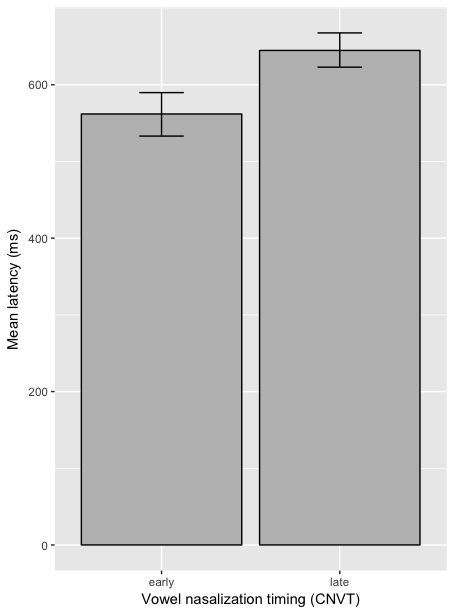 Mean latency (ms)
600
400
200
0
early
late
Vowel nasalization timing (CNVT)